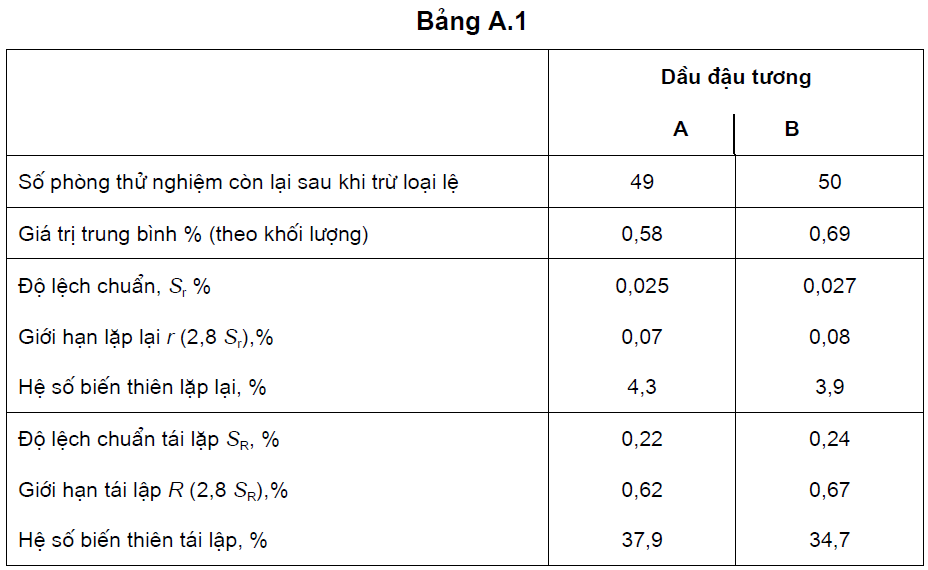 Bảng A.1
Dầu đậu tương
A B
Số phòng thử nghiệm còn lại sau khi trừ loại lệ 49 50
Giá trị trung bình % (theo khối lượng) 0,58 0,69
Độ lệch chuẩn, Sr % 0,025 0,027
Giới hạn lặp lại r (2,8 Sr),% 0,07 0,08
Hệ số biến thiên lặp lại, % 4,3 3,9
Độ lệch chuẩn tái lặp SR, % 0,22 0,24
Giới hạn tái lập R (2,8 SR),% 0,62 0,67
Hệ số biến thiên tái lập, % 37,9 34,7